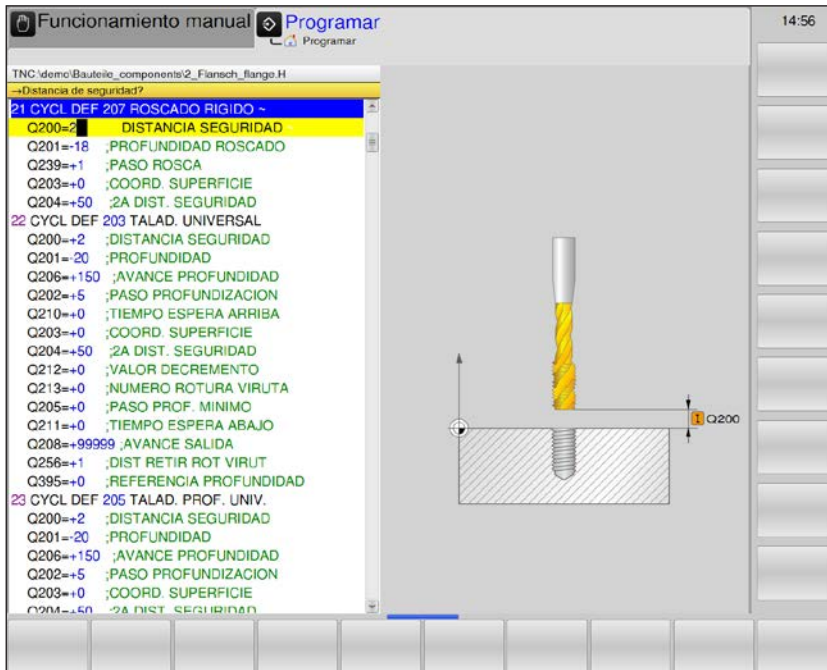 Funcionamiento manual
Programar
Programar
14:56
TNC:\demo\Bauteile_components\2_Flansch_flange.H
→Distancia de seguridad?
21 CYCL DEF 207 ROSCADO RIGIDO ~
Q200=2 DISTANCIA SEGURIDAD
Q201=-18 ;PROFUNDIDAD ROSCADO
Q239=+1 ;PASO ROSCA
Q203=+0 ;COORD. SUPERFICIE
Q204=+50 ;2A DIST. SEGURIDAD
22 CYCL DEF 203 TALAD. UNIVERSAL
Q200=+2 ;DISTANCIA SEGURIDAD
Q201=-20 ;PROFUNDIDAD
Q206=+150 ;AVANCE PROFUNDIDAD
Q202=+5 ;PASO PROFUNDIZACION
Q210=+0 ;TIEMPO ESPERA ARRIBA
Q203=+0 ;COORD. SUPERFICIE
Q204=+50 ;2A DIST. SEGURIDAD
Q212=+0 ;VALOR DECREMENTO
Q213=+0 ;NUMERO ROTURA VIRUTA
Q205=+0 ;PASO PROF. MINIMO
Q211=+0 ;TIEMPO ESPERA ABAJO
Q208=+99999 ;AVANCE SALIDA
Q256=+1 ;DIST RETIR ROT VIRUT
Q395=+0 ;REFERENCIA PROFUNDIDAD
23 CYCL DEF 205 TALAD. PROF. UNIV.
Q200=+2 ;DISTANCIA SEGURIDAD
Q201=-20 ;PROFUNDIDAD
Q206=+150 ;AVANCE PROFUNDIDAD
Q202=+5 ;PASO PROFUNDIZACION
Q203=+0 ;COORD. SUPERFICIE
Q204=+50 ;2A DIST. SEGURIDAD
I Q200